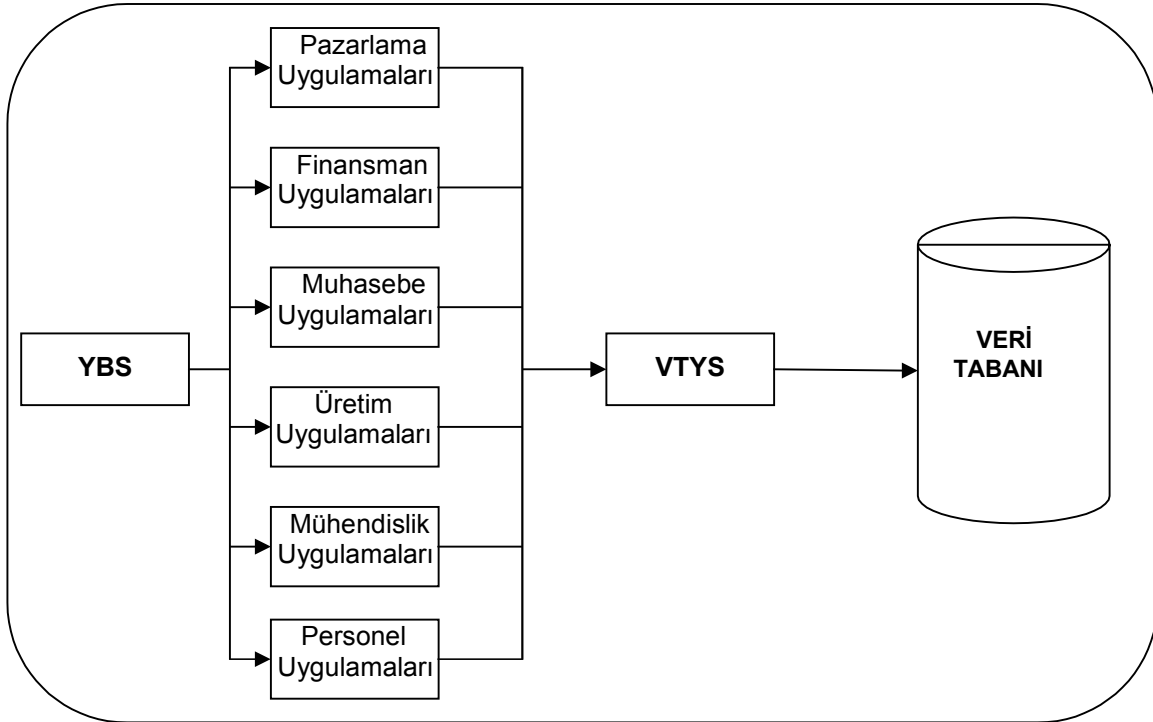 Pazarlama
Uygulamaları
Finansman
Uygulamaları
Muhasebe
Uygulamaları
YBS
VTYS
VERİ
TABANI
Üretim
Uygulamaları
Mühendislik
Uygulamaları
Personel
Uygulamaları